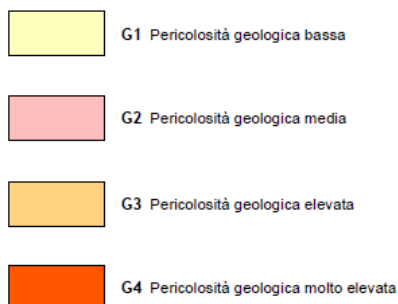 G1 Pericolosità geologica bassa
G2 Pericolosità geologica media
G3 Pericolosità geologica elevata
G4 Pericolosità geologica molto elevata